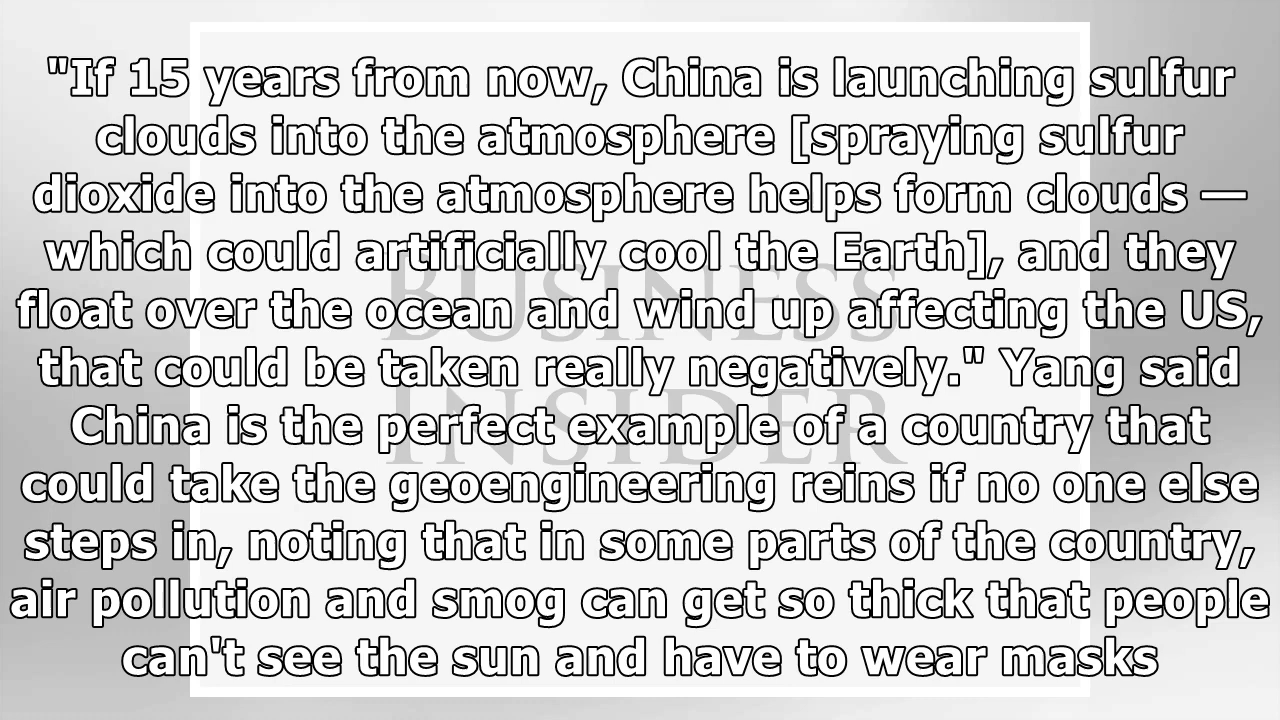 "If 15 years from now, China is launching sulfur
clouds into the atmosphere [spraying sulfur
dioxide into the atmosphere helps form clouds —
which could artificially cool the Earth], and they
float over the ocean and wind up affecting the US,
that could be taken really negatively." Yang said
China is the perfect example of a country that
could take the geoengineering reins if no one else
steps in, noting that in some parts of the country,
air pollution and smog can get so thick that people
can't see the sun and have to wear masks
BUSINESS
INSIDER